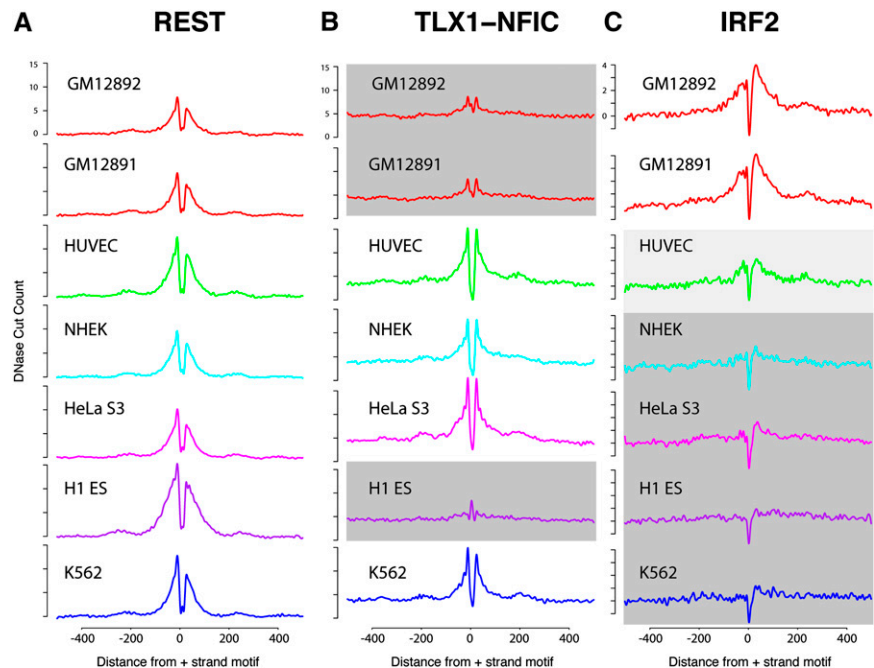 A REST B TLX1–NFIC C IRF2
15
10
5
0
GM12892
GM12891
HUVEC
NHEK
HeLa S3
H1 ES
K562
DNase Cut Count
-400 -200 0 200 400
Distance from + strand motif
15
10
5
0
GM12892
GM12891
HUVEC
NHEK
HeLa S3
H1 ES
K562
-400 -200 0 200 400
Distance from + strand motif
4
3
2
1
0
GM12892
GM12891
HUVEC
NHEK
HeLa S3
H1 ES
K562
-400 -200 0 200 400
Distance from + strand motif